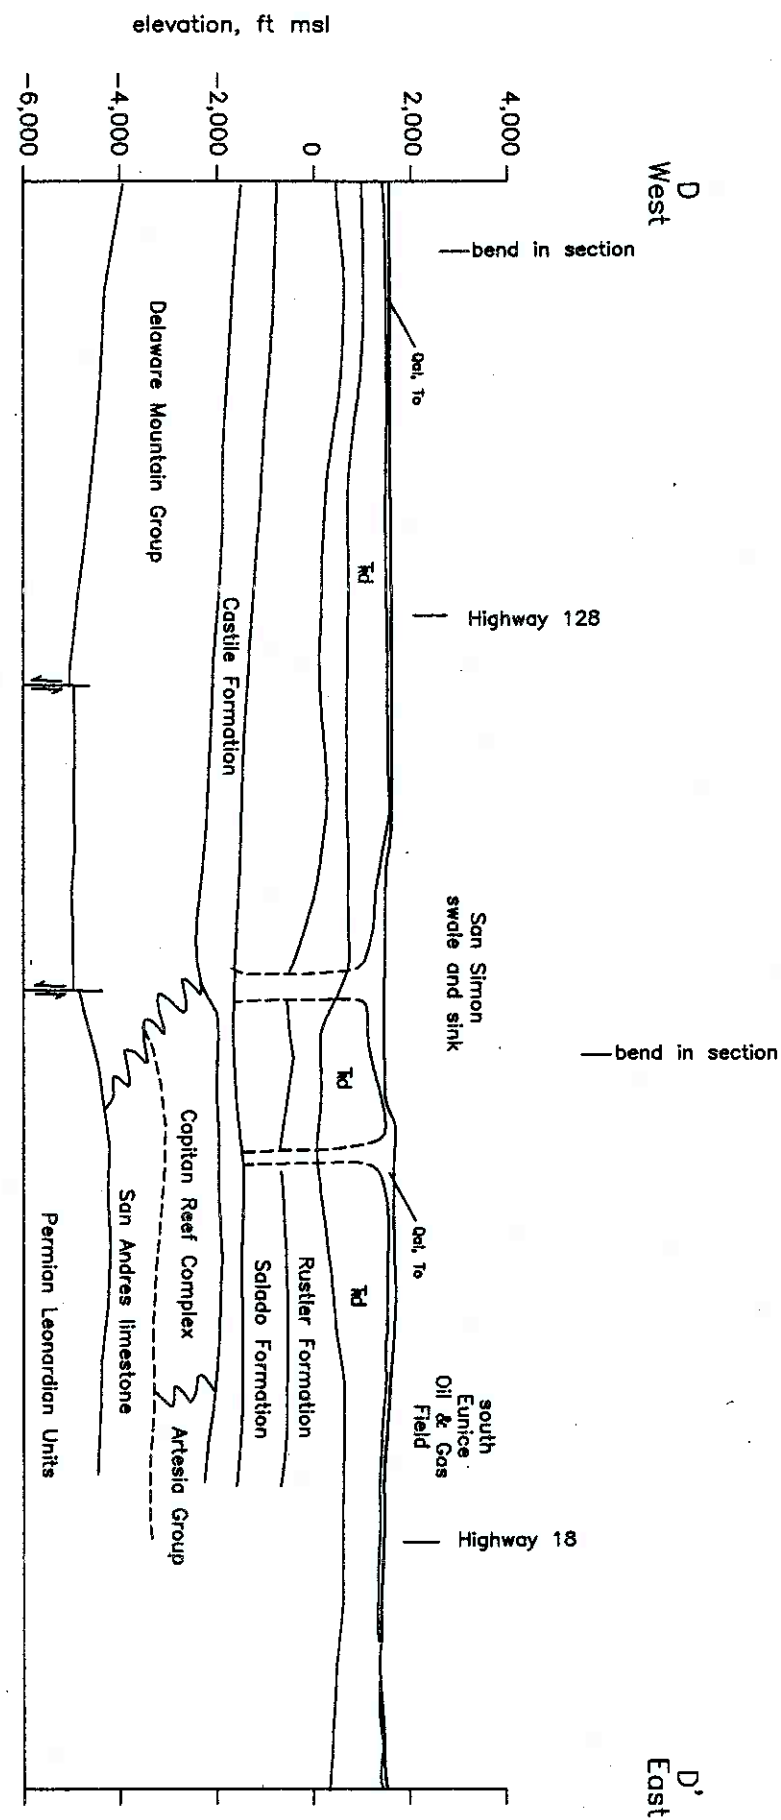 D
West
bend in section
Highway 128
San Simon
swale and sink
bend in section
south
Eunice
Oil & Gas
Field
Highway 18
D'
East
elevation, ft msl
4,000
2,000
0
-2,000
-4,000
-6,000
Qal, To
Qal, To
Rustler Formation
Salado Formation
Castile Formation
Delaware Mountain Group
Capitan Reef Complex
Artesia Group
San Andres limestone
Permian Leonardian Units